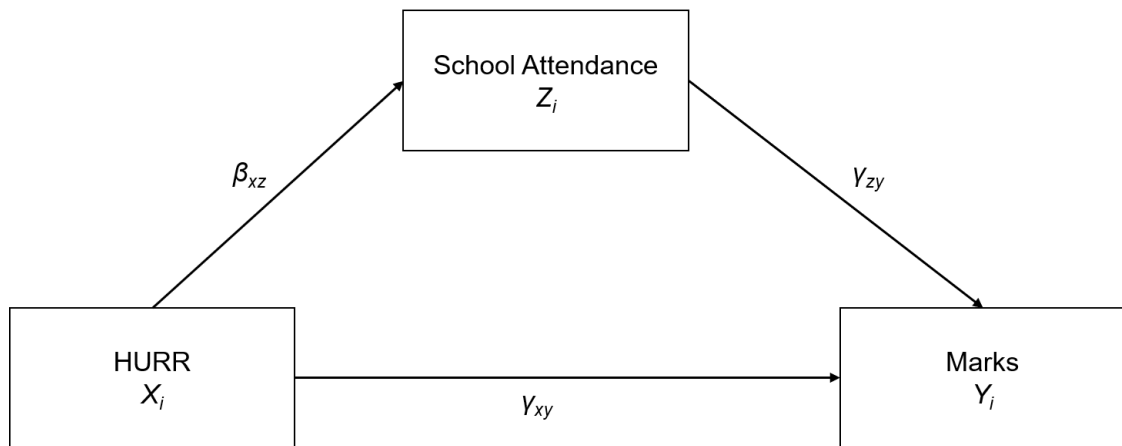 School Attendance
Zᵢ
βₓz
γzy
HURR
Xᵢ
γₓy
Marks
Yᵢ